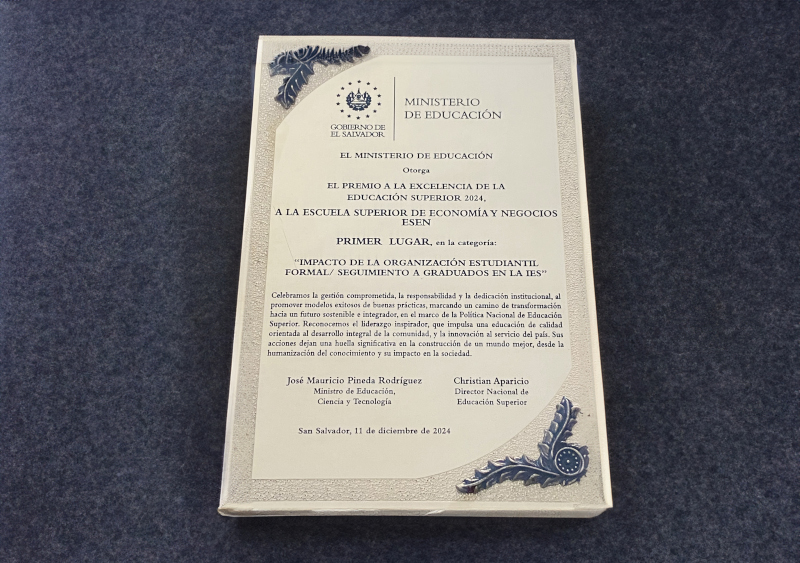 GOBIERNO DE
EL SALVADOR
MINISTERIO
DE EDUCACIÓN
EL MINISTERIO DE EDUCACIÓN
Otorga
EL PREMIO A LA EXCELENCIA DE LA
EDUCACIÓN SUPERIOR 2024,
A LA ESCUELA SUPERIOR DE ECONOMÍA Y NEGOCIOS
ESEN
PRIMER LUGAR, en la categoría:
“IMPACTO DE LA ORGANIZACIÓN ESTUDIANTIL
FORMAL/ SEGUIMIENTO A GRADUADOS EN LA IES”
Celebramos la gestión comprometida, la responsabilidad y la dedicación institucional, al
promover modelos exitosos de buenas prácticas, marcando un camino de transformación
hacia un futuro sostenible e integrador, en el marco de la Política Nacional de Educación
Superior. Reconocemos el liderazgo inspirador, que impulsa una educación de calidad
orientada al desarrollo integral de la comunidad, y la innovación al servicio del país. Sus
acciones dejan una huella significativa en la construcción de un mundo mejor, desde la
humanización del conocimiento y su impacto en la sociedad.
José Mauricio Pineda Rodríguez
Ministro de Educación,
Ciencia y Tecnología
Christian Aparicio
Director Nacional de
Educación Superior
San Salvador, 11 de diciembre de 2024